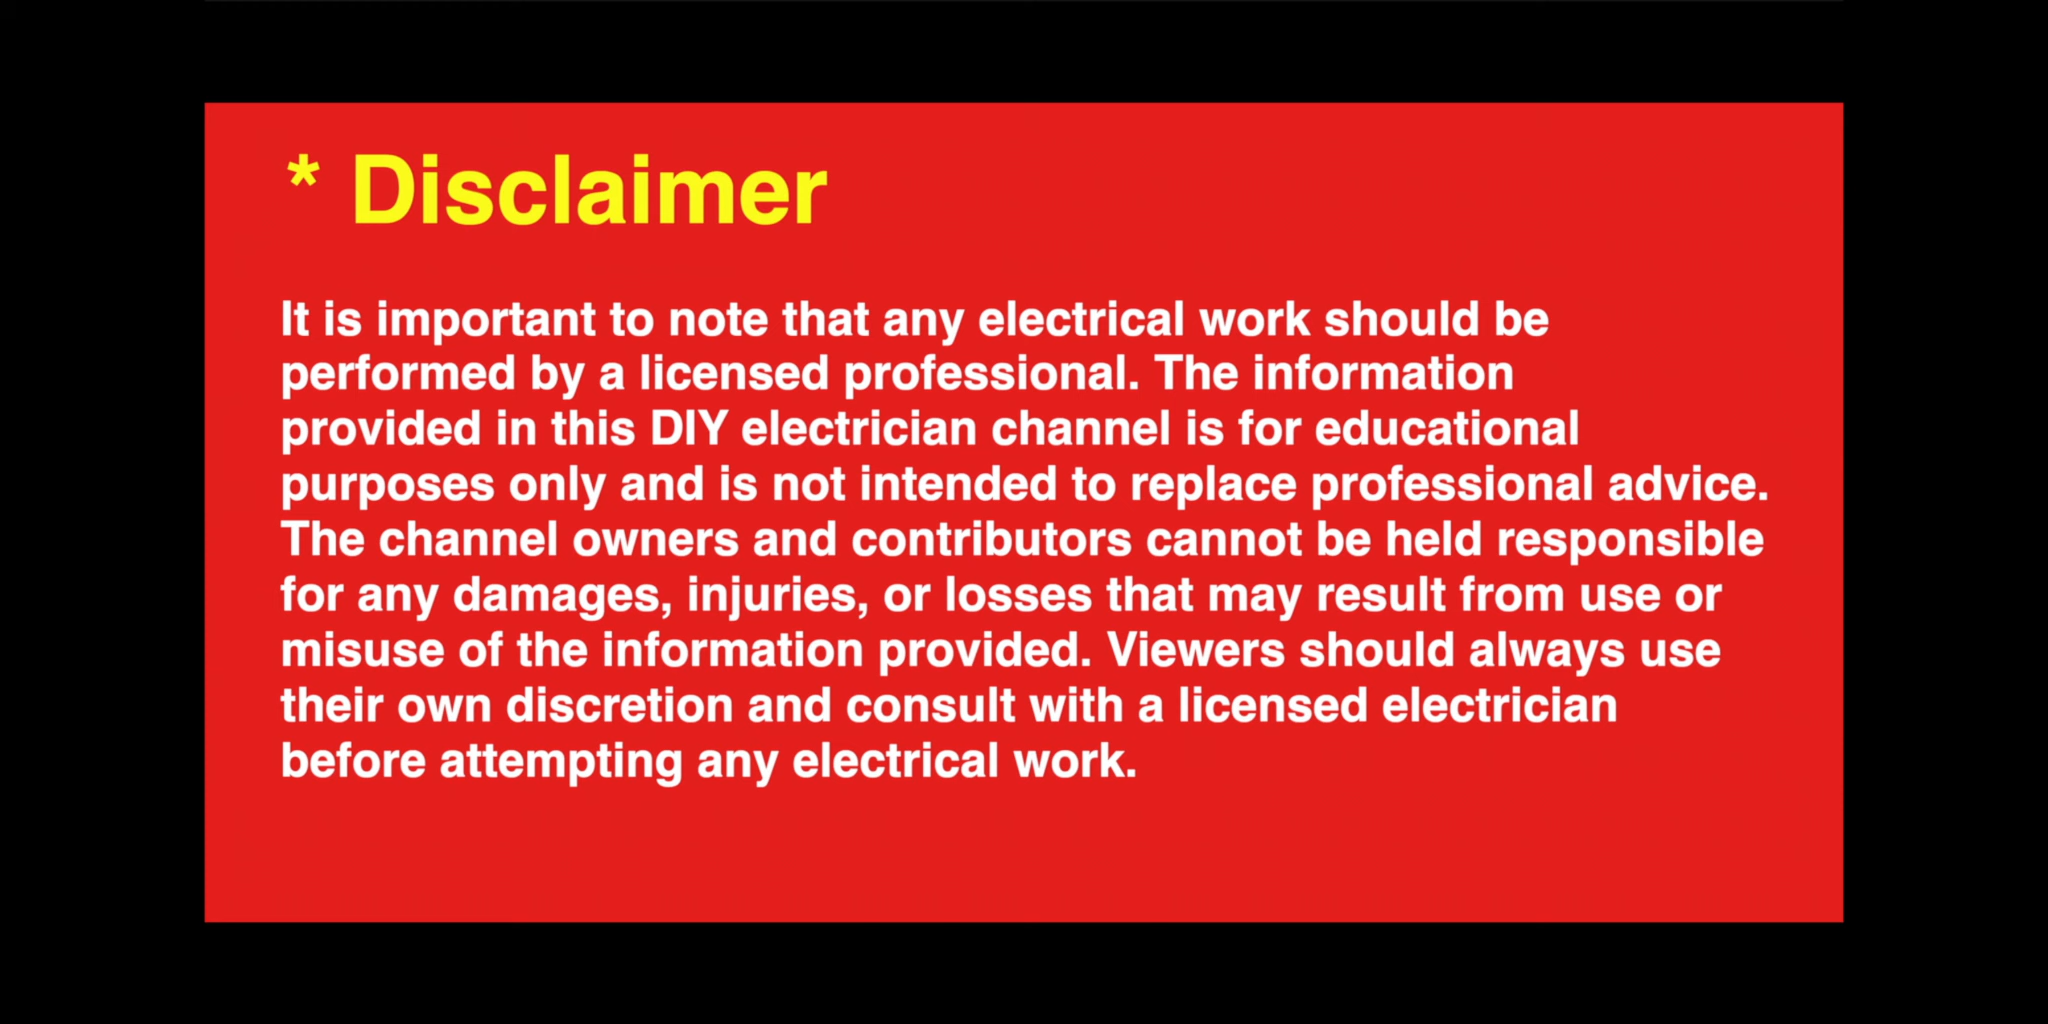 * Disclaimer
It is important to note that any electrical work should be
performed by a licensed professional. The information
provided in this DIY electrician channel is for educational
purposes only and is not intended to replace professional advice.
The channel owners and contributors cannot be held responsible
for any damages, injuries, or losses that may result from use or
misuse of the information provided. Viewers should always use
their own discretion and consult with a licensed electrician
before attempting any electrical work.